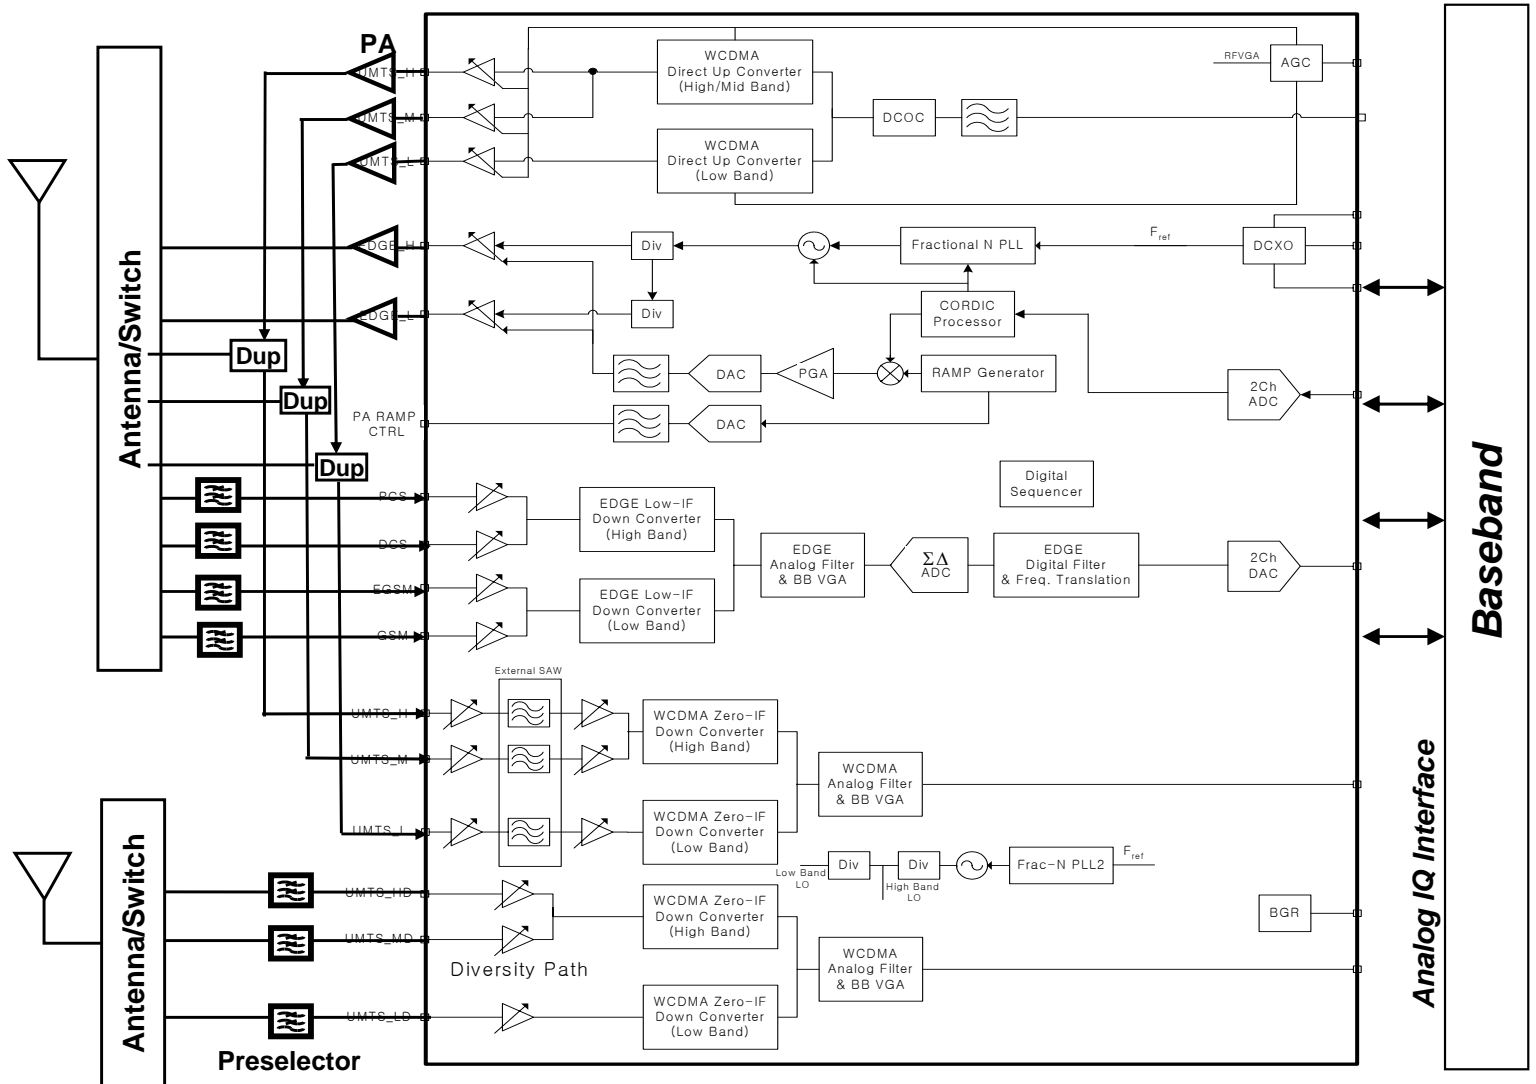 PA
UMTS_H
UMTS_M
UMTS_L
EDGE_H
EDGE_L
Antenna/Switch
Dup
Dup
Dup
WCDMA
Direct Up Converter
(High/Mid Band)
WCDMA
Direct Up Converter
(Low Band)
DCOC
RFVGA
AGC
Div
Div
Fractional N PLL
Fref
DCXO
CORDIC
Processor
DAC
PGA
RAMP Generator
2Ch
ADC
PA RAMP
CTRL
DAC
Digital
Sequencer
PCS
DCS
EGSM
GSM
EDGE Low-IF
Down Converter
(High Band)
EDGE Low-IF
Down Converter
(Low Band)
EDGE
Analog Filter
& BB VGA
ΣΔ
ADC
EDGE
Digital Filter
& Freq. Translation
2Ch
DAC
External SAW
UMTS_H
UMTS_M
UMTS_L
WCDMA Zero-IF
Down Converter
(High Band)
WCDMA Zero-IF
Down Converter
(Low Band)
WCDMA
Analog Filter
& BB VGA
Low Band
LO
Div
Div
High Band
LO
Frac-N PLL2
Fref
BGR
Antenna/Switch
UMTS_HD
UMTS_MD
UMTS_LD
Diversity Path
WCDMA Zero-IF
Down Converter
(High Band)
WCDMA Zero-IF
Down Converter
(Low Band)
WCDMA
Analog Filter
& BB VGA
Preselector
Baseband
Analog IQ Interface